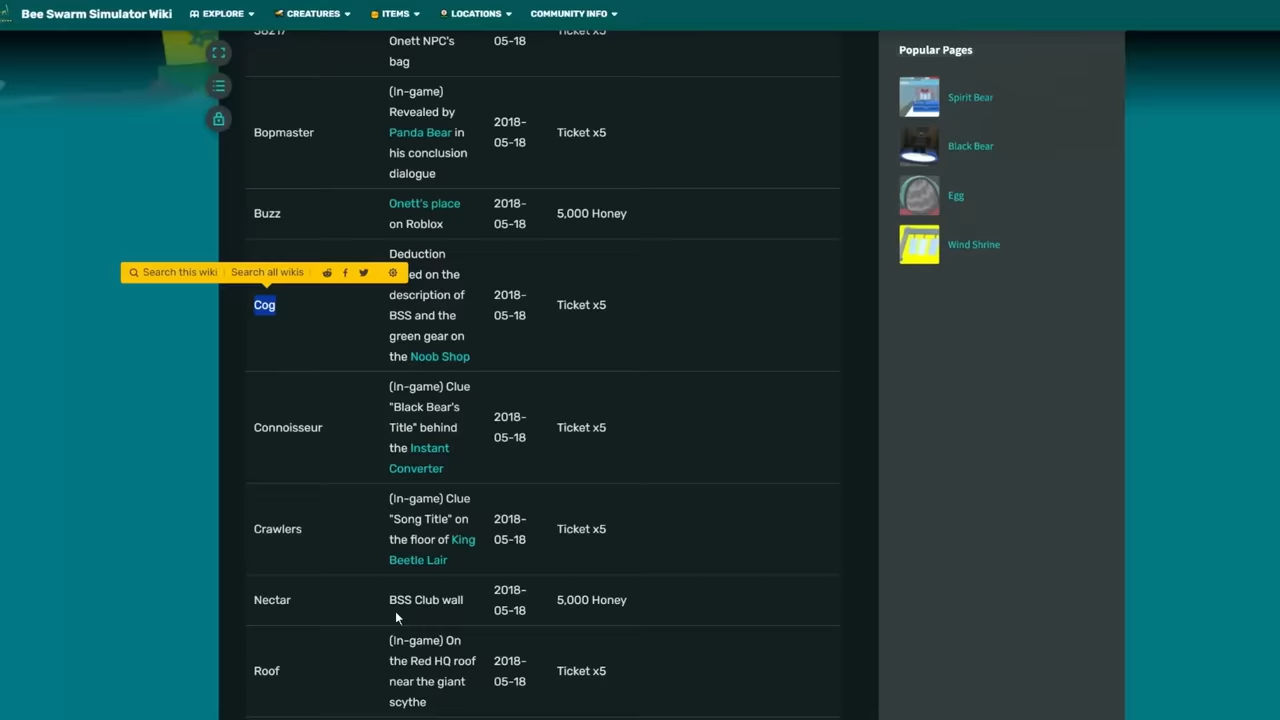 Bee Swarm Simulator Wiki
EXPLORE
CREATURES
ITEMS
LOCATIONS
COMMUNITY INFO
38217
Onett NPC's
bag
05-18
Ticket x5
Bopmaster
(In-game)
Revealed by
Panda Bear in
his conclusion
dialogue
2018-
05-18
Ticket x5
Buzz
Onett's place
on Roblox
2018-
05-18
5,000 Honey
Search this wiki
Search all wikis
Cog
Deduction
ed on the
description of
BSS and the
green gear on
the Noob Shop
2018-
05-18
Ticket x5
Connoisseur
(In-game) Clue
"Black Bear's
Title" behind
the Instant
Converter
2018-
05-18
Ticket x5
Crawlers
(In-game) Clue
"Song Title" on
the floor of King
Beetle Lair
2018-
05-18
Ticket x5
Nectar
BSS Club wall
2018-
05-18
5,000 Honey
Roof
(In-game) On
the Red HQ roof
near the giant
scythe
2018-
05-18
Ticket x5
Popular Pages
Spirit Bear
Black Bear
Egg
Wind Shrine